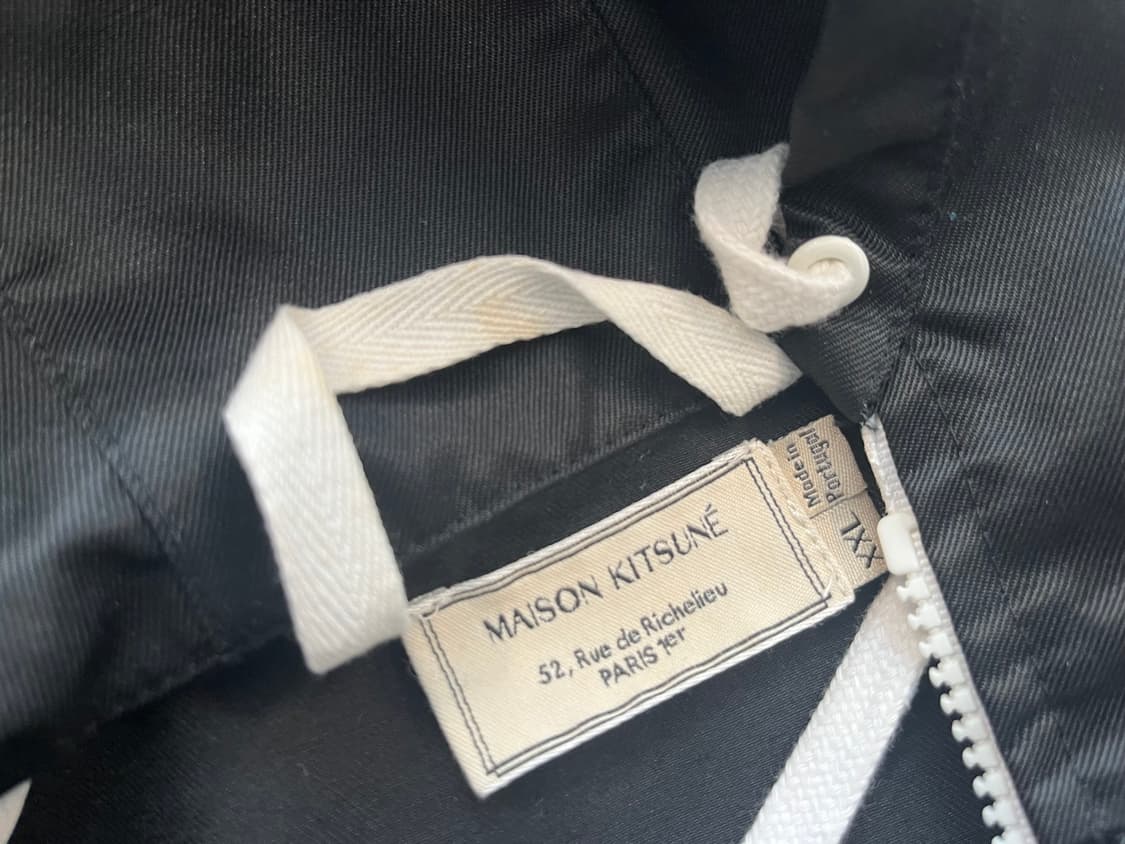 MAISON KITSUNÉ
52, Rue de Richelieu
PARIS 1er
Made in
Portugal
XXL